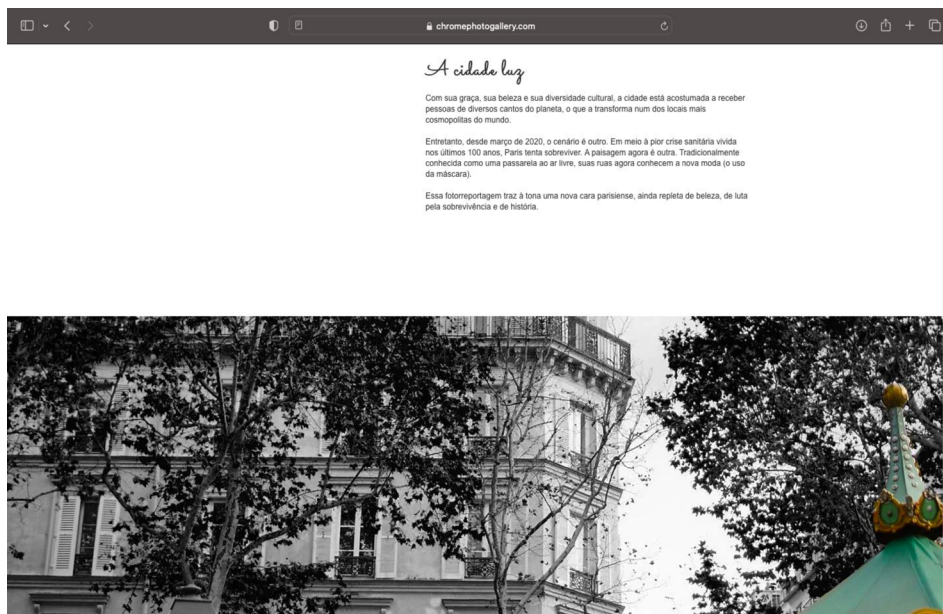 chromephotogallery.com
A cidade luz
Com sua graça, sua beleza e sua diversidade cultural, a cidade está acostumada a receber
pessoas de diversos cantos do planeta, o que a transforma num dos locais mais
cosmopolitas do mundo.
Entretanto, desde março de 2020, o cenário é outro. Em meio à pior crise sanitária vivida
nos últimos 100 anos, Paris tenta sobreviver. A paisagem agora é outra. Tradicionalmente
conhecida como uma passarela ao ar livre, suas ruas agora conhecem a nova moda (o uso
da máscara).
Essa fotorreportagem traz à tona uma nova cara parisiense, ainda repleta de beleza, de luta
pela sobrevivência e de história.